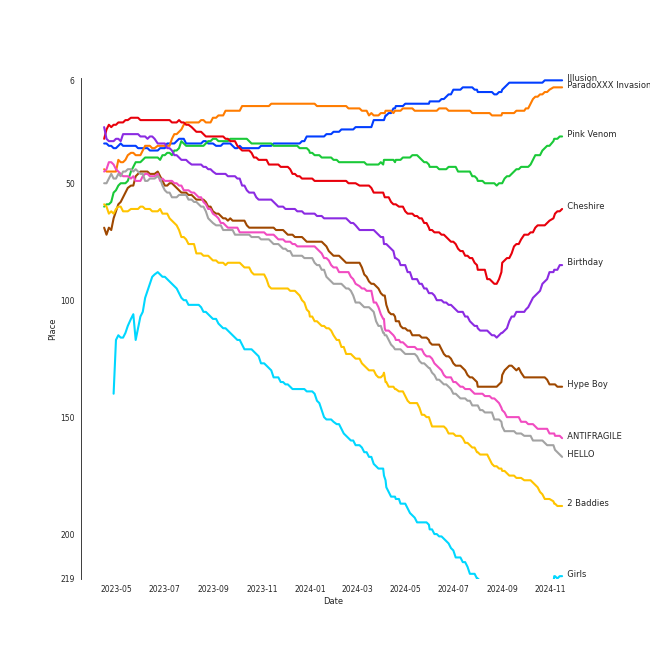 6
50
100
150
200
219
Place
2023-05
2023-07
2023-09
2023-11
2024-01
2024-03
2024-05
2024-07
2024-09
2024-11
Date
Illusion
ParadoXXX Invasion
Pink Venom
Cheshire
Birthday
Hype Boy
ANTIFRAGILE
HELLO
2 Baddies
Girls